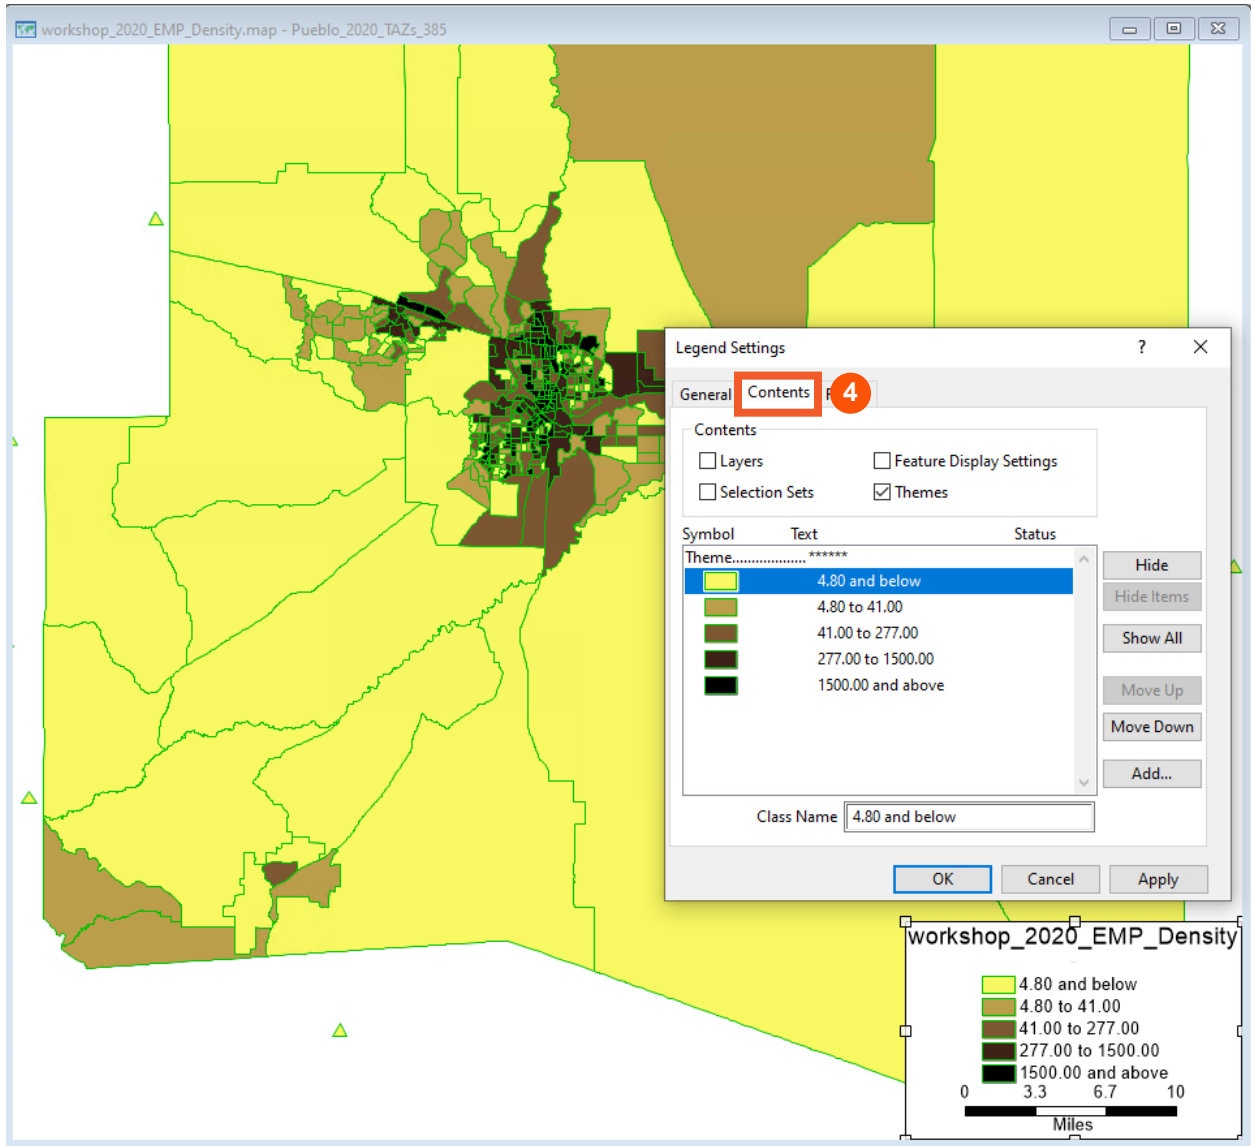 workshop_2020_EMP_Density.map - Pueblo_2020_TAZs_385
Legend Settings
?
General Contents
4
Contents
Layers Feature Display Settings
Selection Sets Themes
Symbol Text Status
Theme................... ******
4.80 and below
4.80 to 41.00
41.00 to 277.00
277.00 to 1500.00
1500.00 and above
Hide
Hide Items
Show All
Move Up
Move Down
Add...
Class Name 4.80 and below
OK Cancel Apply
workshop_2020_EMP_Density
4.80 and below
4.80 to 41.00
41.00 to 277.00
277.00 to 1500.00
1500.00 and above
0 3.3 6.7 10
Miles